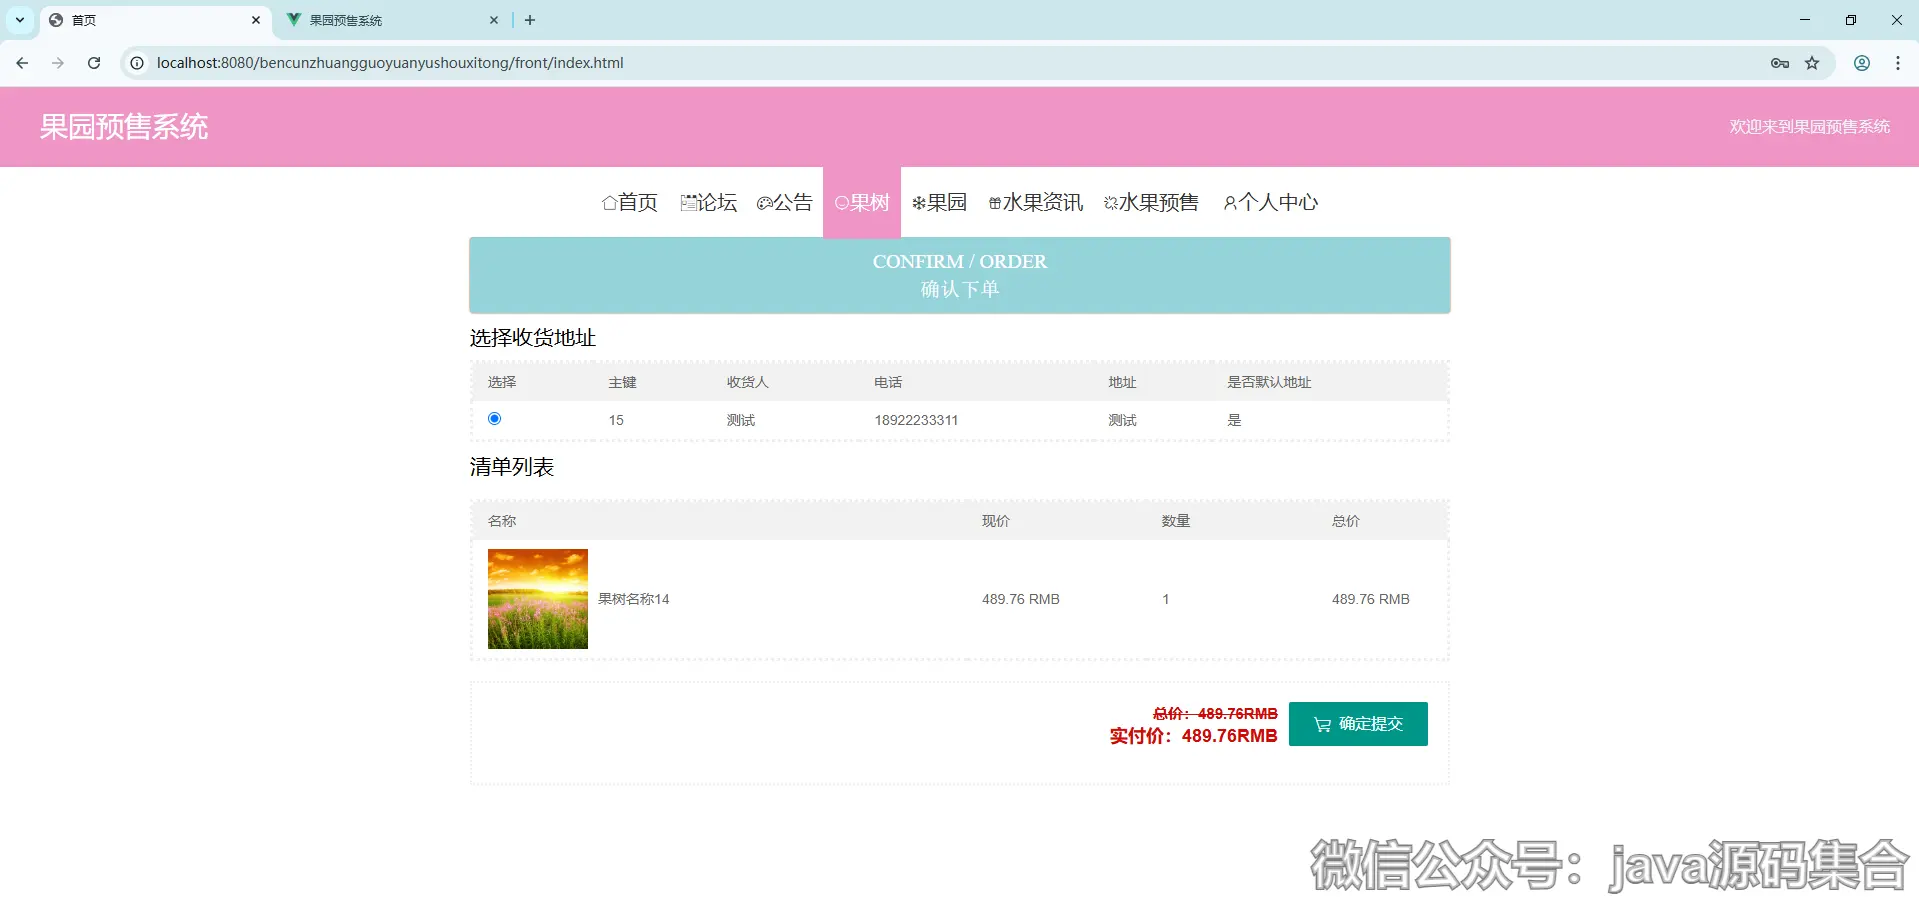 首页
果园预售系统
localhost:8080/bencunzhuangguoyuanyushouxitong/front/index.html
果园预售系统
欢迎来到果园预售系统
首页 论坛 公告 果树 果园 水果资讯 水果预售 个人中心
CONFIRM / ORDER
确认下单
选择收货地址
选择 主键 收货人 电话 地址 是否默认地址
15 测试 18922233311 测试 是
清单列表
名称 现价 数量 总价
果树名称14 489.76 RMB 1 489.76 RMB
总价：489.76RMB
实付价：489.76RMB
确定提交
微信公众号：java源码集合